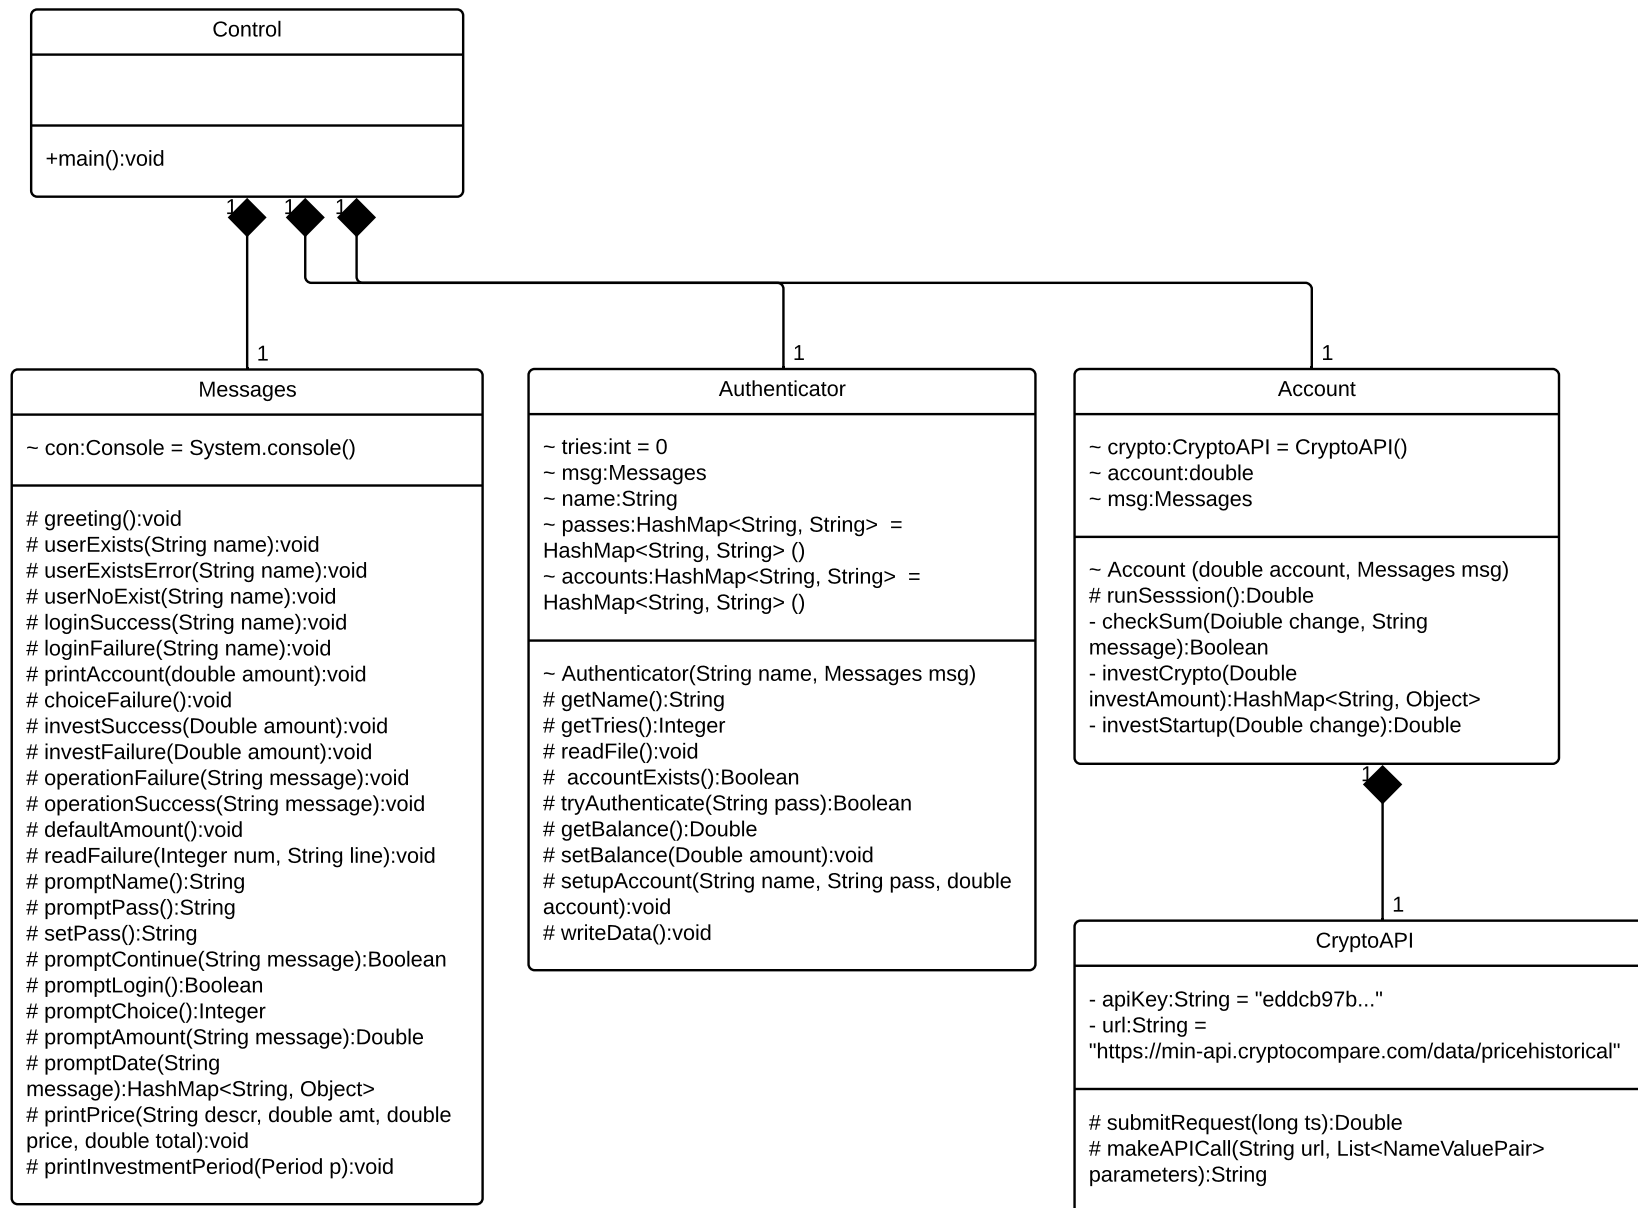 Control
+main():void
1
1
1
1
1
1
Messages
~ con:Console = System.console()
# greeting():void
# userExists(String name):void
# userExistsError(String name):void
# userNoExist(String name):void
# loginSuccess(String name):void
# loginFailure(String name):void
# printAccount(double amount):void
# choiceFailure():void
# investSuccess(Double amount):void
# investFailure(Double amount):void
# operationFailure(String message):void
# operationSuccess(String message):void
# defaultAmount():void
# readFailure(Integer num, String line):void
# promptName():String
# promptPass():String
# setPass():String
# promptContinue(String message):Boolean
# promptLogin():Boolean
# promptChoice():Integer
# promptAmount(String message):Double
# promptDate(String
message):HashMap<String, Object>
# printPrice(String descr, double amt, double
price, double total):void
# printInvestmentPeriod(Period p):void
Authenticator
~ tries:int = 0
~ msg:Messages
~ name:String
~ passes:HashMap<String, String>  =
HashMap<String, String> ()
~ accounts:HashMap<String, String>  =
HashMap<String, String> ()
~ Authenticator(String name, Messages msg)
# getName():String
# getTries():Integer
# readFile():void
#  accountExists():Boolean
# tryAuthenticate(String pass):Boolean
# getBalance():Double
# setBalance(Double amount):void
# setupAccount(String name, String pass, double
account):void
# writeData():void
Account
~ crypto:CryptoAPI = CryptoAPI()
~ account:double
~ msg:Messages
~ Account (double account, Messages msg)
# runSesssion():Double
- checkSum(Doiuble change, String
message):Boolean
- investCrypto(Double
investAmount):HashMap<String, Object>
- investStartup(Double change):Double
1
1
CryptoAPI
- apiKey:String = "eddcb97b..."
- url:String =
"https://min-api.cryptocompare.com/data/pricehistorical"
# submitRequest(long ts):Double
# makeAPICall(String url, List<NameValuePair>
parameters):String